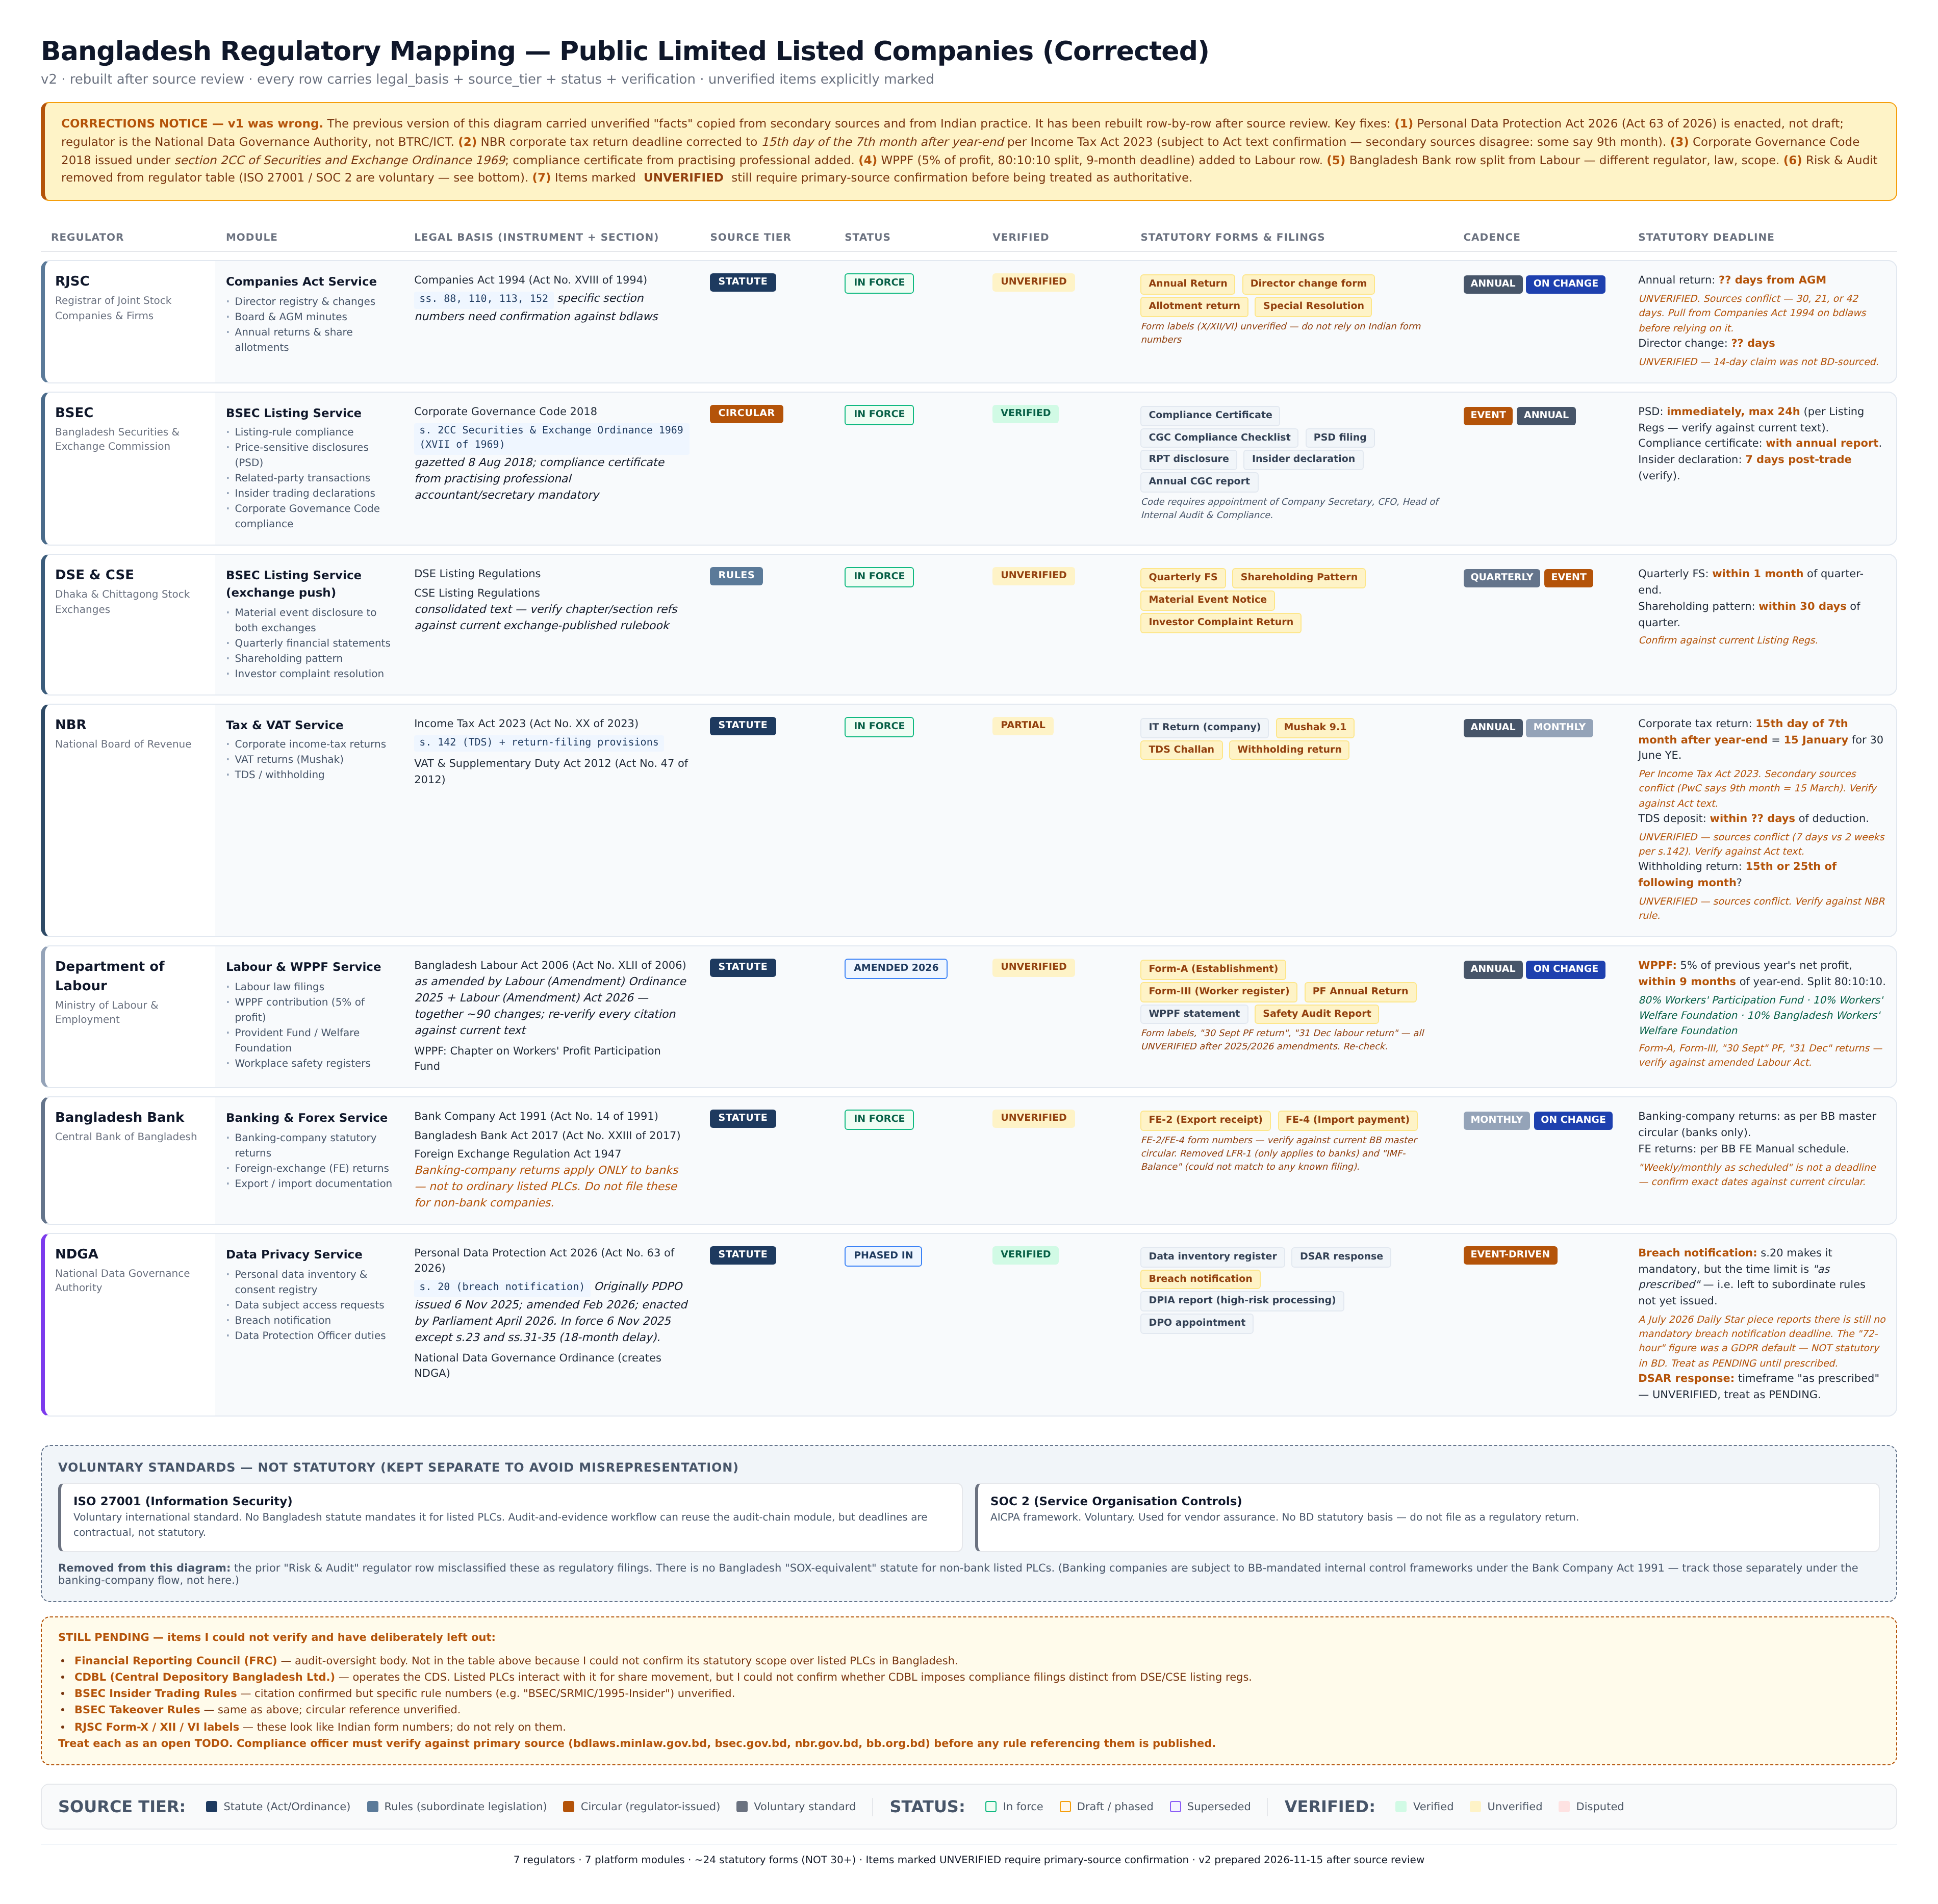 Bangladesh Regulatory Mapping — Public Limited Listed Companies (Corrected)
v2 · rebuilt after source review · every row carries legal_basis + source_tier + status + verification · unverified items explicitly marked
CORRECTIONS NOTICE — v1 was wrong. The previous version of this diagram carried unverified "facts" copied from secondary sources and from Indian practice. It has been rebuilt row-by-row after source review. Key fixes: (1) Personal Data Protection Act 2026 (Act 63 of 2026) is enacted, not draft;
regulator is the National Data Governance Authority, not BTRC/ICT. (2) NBR corporate tax return deadline corrected to 15th day of the 7th month after year-end per Income Tax Act 2023 (subject to Act text confirmation — secondary sources disagree: some say 9th month). (3) Corporate Governance Code
2018 issued under section 2CC of Securities and Exchange Ordinance 1969; compliance certificate from practising professional added. (4) WPPF (5% of profit, 80:10:10 split, 9-month deadline) added to Labour row. (5) Bangladesh Bank row split from Labour — different regulator, law, scope. (6) Risk & Audit
removed from regulator table (ISO 27001 / SOC 2 are voluntary — see bottom). (7) Items marked UNVERIFIED still require primary-source confirmation before being treated as authoritative.
REGULATOR MODULE LEGAL BASIS (INSTRUMENT + SECTION) SOURCE TIER STATUS VERIFIED STATUTORY FORMS & FILINGS CADENCE STATUTORY DEADLINE
RJSC
Registrar of Joint Stock
Companies & Firms
Companies Act Service
· Director registry & changes
· Board & AGM minutes
· Annual returns & share
allotments
Companies Act 1994 (Act No. XVIII of 1994)
ss. 88, 110, 113, 152 specific section
numbers need confirmation against bdlaws
STATUTE
IN FORCE
UNVERIFIED
Annual Return Director change form
Allotment return Special Resolution
Form labels (X/XII/VI) unverified — do not rely on Indian form
numbers
ANNUAL ON CHANGE
Annual return: ?? days from AGM
UNVERIFIED. Sources conflict — 30, 21, or 42
days. Pull from Companies Act 1994 on bdlaws
before relying on it.
Director change: ?? days
UNVERIFIED — 14-day claim was not BD-sourced.
BSEC
Bangladesh Securities &
Exchange Commission
BSEC Listing Service
· Listing-rule compliance
· Price-sensitive disclosures
(PSD)
· Related-party transactions
· Insider trading declarations
· Corporate Governance Code
compliance
Corporate Governance Code 2018
s. 2CC Securities & Exchange Ordinance 1969
(XVII of 1969)
gazetted 8 Aug 2018; compliance certificate
from practising professional
accountant/secretary mandatory
CIRCULAR
IN FORCE
VERIFIED
Compliance Certificate
CGC Compliance Checklist PSD filing
RPT disclosure Insider declaration
Annual CGC report
Code requires appointment of Company Secretary, CFO, Head of
Internal Audit & Compliance.
EVENT ANNUAL
PSD: immediately, max 24h (per Listing
Regs — verify against current text).
Compliance certificate: with annual report.
Insider declaration: 7 days post-trade
(verify).
DSE & CSE
Dhaka & Chittagong Stock
Exchanges
BSEC Listing Service
(exchange push)
· Material event disclosure to
both exchanges
· Quarterly financial statements
· Shareholding pattern
· Investor complaint resolution
DSE Listing Regulations
CSE Listing Regulations
consolidated text — verify chapter/section refs
against current exchange-published rulebook
RULES
IN FORCE
UNVERIFIED
Quarterly FS Shareholding Pattern
Material Event Notice
Investor Complaint Return
QUARTERLY EVENT
Quarterly FS: within 1 month of quarter-
end.
Shareholding pattern: within 30 days of
quarter.
Confirm against current Listing Regs.
NBR
National Board of Revenue
Tax & VAT Service
· Corporate income-tax returns
· VAT returns (Mushak)
· TDS / withholding
Income Tax Act 2023 (Act No. XX of 2023)
s. 142 (TDS) + return-filing provisions
VAT & Supplementary Duty Act 2012 (Act No. 47 of
2012)
STATUTE
IN FORCE
PARTIAL
IT Return (company) Mushak 9.1
TDS Challan Withholding return
ANNUAL MONTHLY
Corporate tax return: 15th day of 7th
month after year-end = 15 January for 30
June YE.
Per Income Tax Act 2023. Secondary sources
conflict (PwC says 9th month = 15 March). Verify
against Act text.
TDS deposit: within ?? days of deduction.
UNVERIFIED — sources conflict (7 days vs 2 weeks
per s.142). Verify against Act text.
Withholding return: 15th or 25th of
following month?
UNVERIFIED — sources conflict. Verify against NBR
rule.
Department of
Labour
Ministry of Labour &
Employment
Labour & WPPF Service
· Labour law filings
· WPPF contribution (5% of
profit)
· Provident Fund / Welfare
Foundation
· Workplace safety registers
Bangladesh Labour Act 2006 (Act No. XLII of 2006)
as amended by Labour (Amendment) Ordinance
2025 + Labour (Amendment) Act 2026 —
together ~90 changes; re-verify every citation
against current text
WPPF: Chapter on Workers' Profit Participation
Fund
STATUTE
AMENDED 2026
UNVERIFIED
Form-A (Establishment)
Form-III (Worker register) PF Annual Return
WPPF statement Safety Audit Report
Form labels, "30 Sept PF return", "31 Dec labour return" — all
UNVERIFIED after 2025/2026 amendments. Re-check.
ANNUAL ON CHANGE
WPPF: 5% of previous year's net profit,
within 9 months of year-end. Split 80:10:10.
80% Workers' Participation Fund · 10% Workers'
Welfare Foundation · 10% Bangladesh Workers'
Welfare Foundation
Form-A, Form-III, "30 Sept" PF, "31 Dec" returns —
verify against amended Labour Act.
Bangladesh Bank
Central Bank of Bangladesh
Banking & Forex Service
· Banking-company statutory
returns
· Foreign-exchange (FE) returns
· Export / import documentation
Bank Company Act 1991 (Act No. 14 of 1991)
Bangladesh Bank Act 2017 (Act No. XXIII of 2017)
Foreign Exchange Regulation Act 1947
Banking-company returns apply ONLY to banks
— not to ordinary listed PLCs. Do not file these
for non-bank companies.
STATUTE
IN FORCE
UNVERIFIED
FE-2 (Export receipt) FE-4 (Import payment)
FE-2/FE-4 form numbers — verify against current BB master
circular. Removed LFR-1 (only applies to banks) and "IMF-
Balance" (could not match to any known filing).
MONTHLY ON CHANGE
Banking-company returns: as per BB master
circular (banks only).
FE returns: per BB FE Manual schedule.
"Weekly/monthly as scheduled" is not a deadline
— confirm exact dates against current circular.
NDGA
National Data Governance
Authority
Data Privacy Service
· Personal data inventory &
consent registry
· Data subject access requests
· Breach notification
· Data Protection Officer duties
Personal Data Protection Act 2026 (Act No. 63 of
2026)
s. 20 (breach notification) Originally PDPO
issued 6 Nov 2025; amended Feb 2026; enacted
by Parliament April 2026. In force 6 Nov 2025
except s.23 and ss.31-35 (18-month delay).
National Data Governance Ordinance (creates
NDGA)
STATUTE
PHASED IN
VERIFIED
Data inventory register DSAR response
Breach notification
DPIA report (high-risk processing)
DPO appointment
EVENT-DRIVEN
Breach notification: s.20 makes it
mandatory, but the time limit is "as
prescribed" — i.e. left to subordinate rules
not yet issued.
A July 2026 Daily Star piece reports there is still no
mandatory breach notification deadline. The "72-
hour" figure was a GDPR default — NOT statutory
in BD. Treat as PENDING until prescribed.
DSAR response: timeframe "as prescribed"
— UNVERIFIED, treat as PENDING.
VOLUNTARY STANDARDS — NOT STATUTORY (KEPT SEPARATE TO AVOID MISREPRESENTATION)
ISO 27001 (Information Security)
Voluntary international standard. No Bangladesh statute mandates it for listed PLCs. Audit-and-evidence workflow can reuse the audit-chain module, but deadlines are
contractual, not statutory.
SOC 2 (Service Organisation Controls)
AICPA framework. Voluntary. Used for vendor assurance. No BD statutory basis — do not file as a regulatory return.
Removed from this diagram: the prior "Risk & Audit" regulator row misclassified these as regulatory filings. There is no Bangladesh "SOX-equivalent" statute for non-bank listed PLCs. (Banking companies are subject to BB-mandated internal control frameworks under the Bank Company Act 1991 — track those separately under the
banking-company flow, not here.)
STILL PENDING — items I could not verify and have deliberately left out:
• Financial Reporting Council (FRC) — audit-oversight body. Not in the table above because I could not confirm its statutory scope over listed PLCs in Bangladesh.
• CDBL (Central Depository Bangladesh Ltd.) — operates the CDS. Listed PLCs interact with it for share movement, but I could not confirm whether CDBL imposes compliance filings distinct from DSE/CSE listing regs.
• BSEC Insider Trading Rules — citation confirmed but specific rule numbers (e.g. "BSEC/SRMIC/1995-Insider") unverified.
• BSEC Takeover Rules — same as above; circular reference unverified.
• RJSC Form-X / XII / VI labels — these look like Indian form numbers; do not rely on them.
Treat each as an open TODO. Compliance officer must verify against primary source (bdlaws.minlaw.gov.bd, bsec.gov.bd, nbr.gov.bd, bb.org.bd) before any rule referencing them is published.
SOURCE TIER: Statute (Act/Ordinance) Rules (subordinate legislation) Circular (regulator-issued) Voluntary standard STATUS: In force Draft / phased Superseded VERIFIED: Verified Unverified Disputed
7 regulators · 7 platform modules · ~24 statutory forms (NOT 30+) · Items marked UNVERIFIED require primary-source confirmation · v2 prepared 2026-11-15 after source review